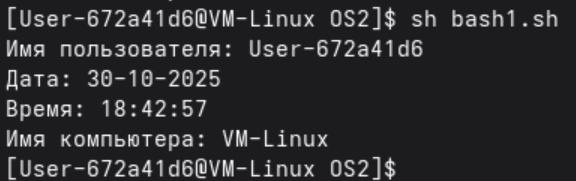 [User-672a41d6@VM-Linux OS2]$ sh bash1.sh
Имя пользователя: User-672a41d6
Дата: 30-10-2025
Время: 18:42:57
Имя компьютера: VM-Linux
[User-672a41d6@VM-Linux OS2]$